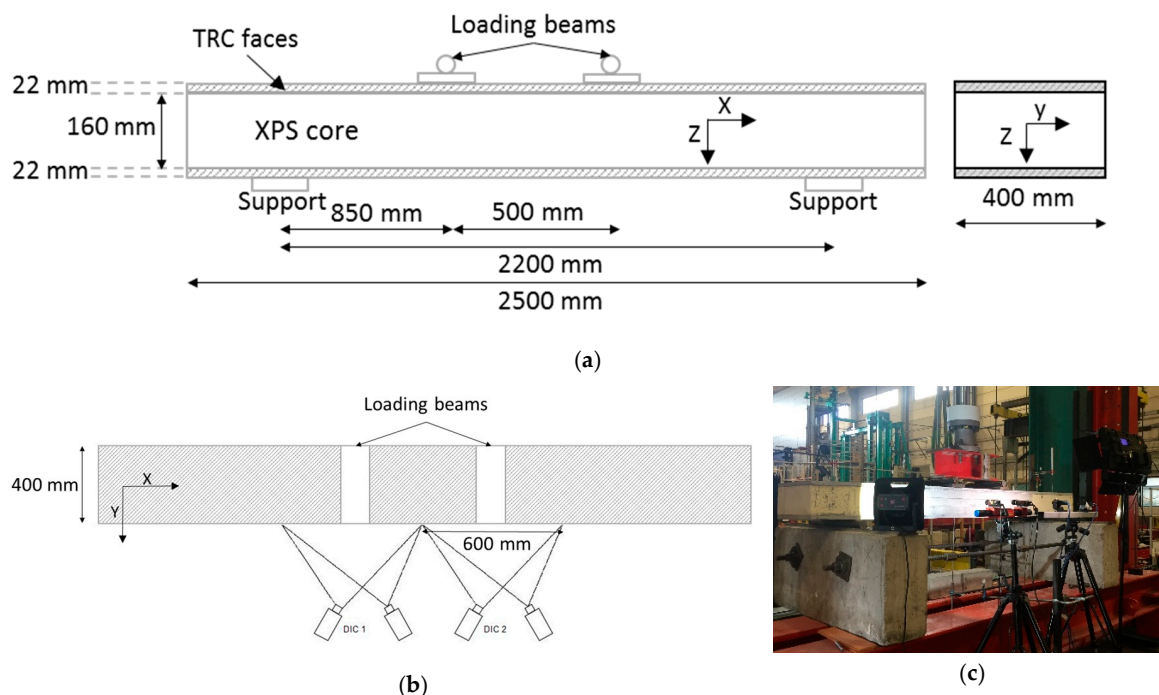 Loading beams
TRC faces
22 mm
160 mm
XPS core
X
Z
y
Z
22 mm
Support
Support
850 mm
500 mm
400 mm
2200 mm
2500 mm
(a)
Loading beams
400 mm
X
Y
600 mm
DIC 1
DIC 2
(b)
(c)